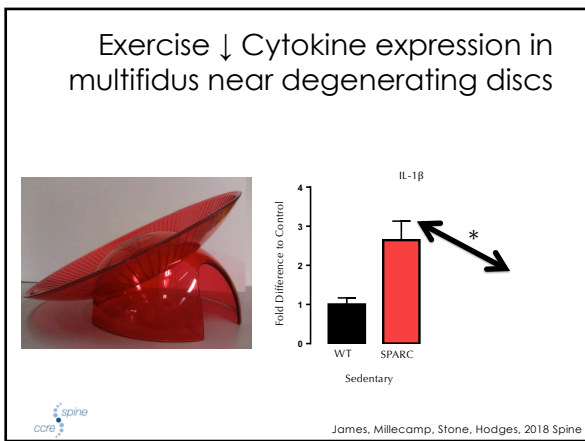 Exercise ↓ Cytokine expression in
multifidus near degenerating discs
IL-1β
Fold Difference to Control
4
3
2
1
0
*
WT
SPARC
Sedentary
spine
ccre
James, Millecamp, Stone, Hodges, 2018 Spine